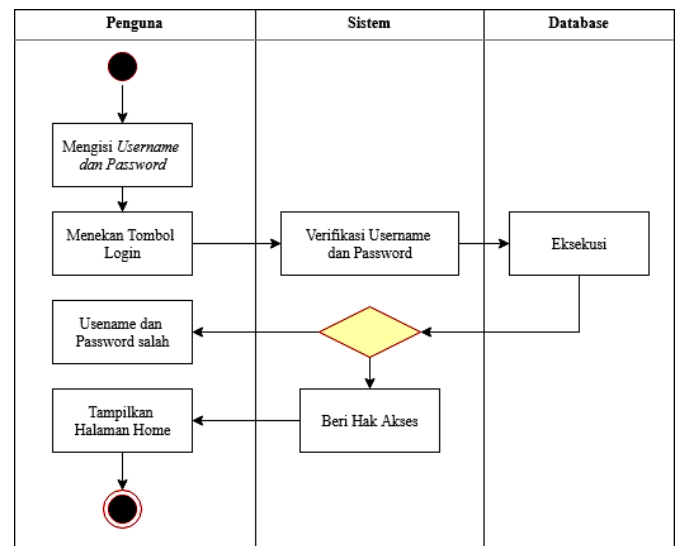 Penguna
Sistem
Database
Mengisi Username
dan Password
Menekan Tombol
Login
Verifikasi Username
dan Password
Eksekusi
Usename dan
Password salah
Tampilkan
Halaman Home
Beri Hak Akses